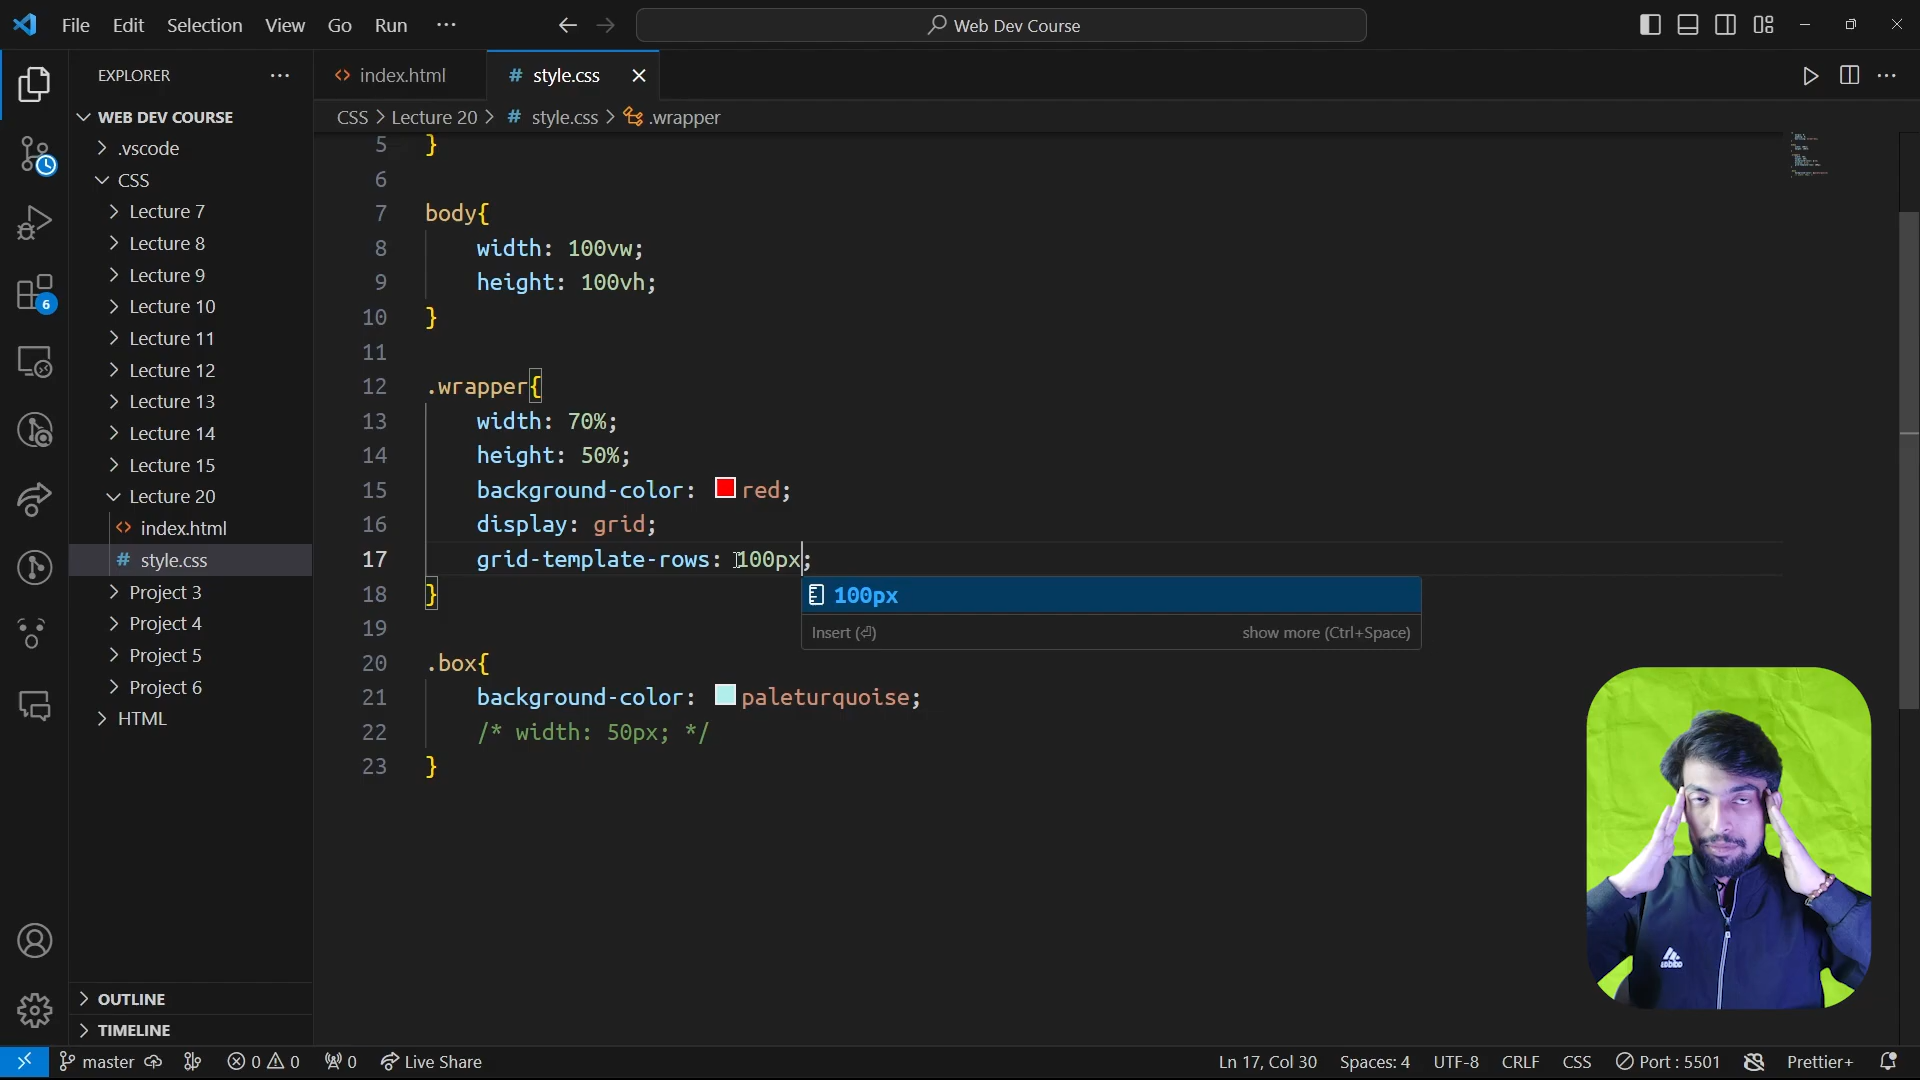 File Edit Selection View Go Run ··· Web Dev Course
EXPLORER ···
index.html
style.css
CSS > Lecture 20 > # style.css > .wrapper
WEB DEV COURSE
.vscode
CSS
Lecture 7
Lecture 8
Lecture 9
Lecture 10
Lecture 11
Lecture 12
Lecture 13
Lecture 14
Lecture 15
Lecture 20
index.html
# style.css
Project 3
Project 4
Project 5
Project 6
HTML
OUTLINE
TIMELINE
6
5 }
6
7 body{
8 width: 100vw;
9 height: 100vh;
10 }
11
12 .wrapper{
13 width: 70%;
14 height: 50%;
15 background-color: red;
16 display: grid;
17 grid-template-rows: 100px;
18 }
19
20 .box{
21 background-color: paleturquoise;
22 /* width: 50px; */
23 }
100px
Insert (⏎) show more (Ctrl+Space)
master 0 0 0 Live Share Ln 17, Col 30 Spaces: 4 UTF-8 CRLF CSS Port : 5501 Prettier+